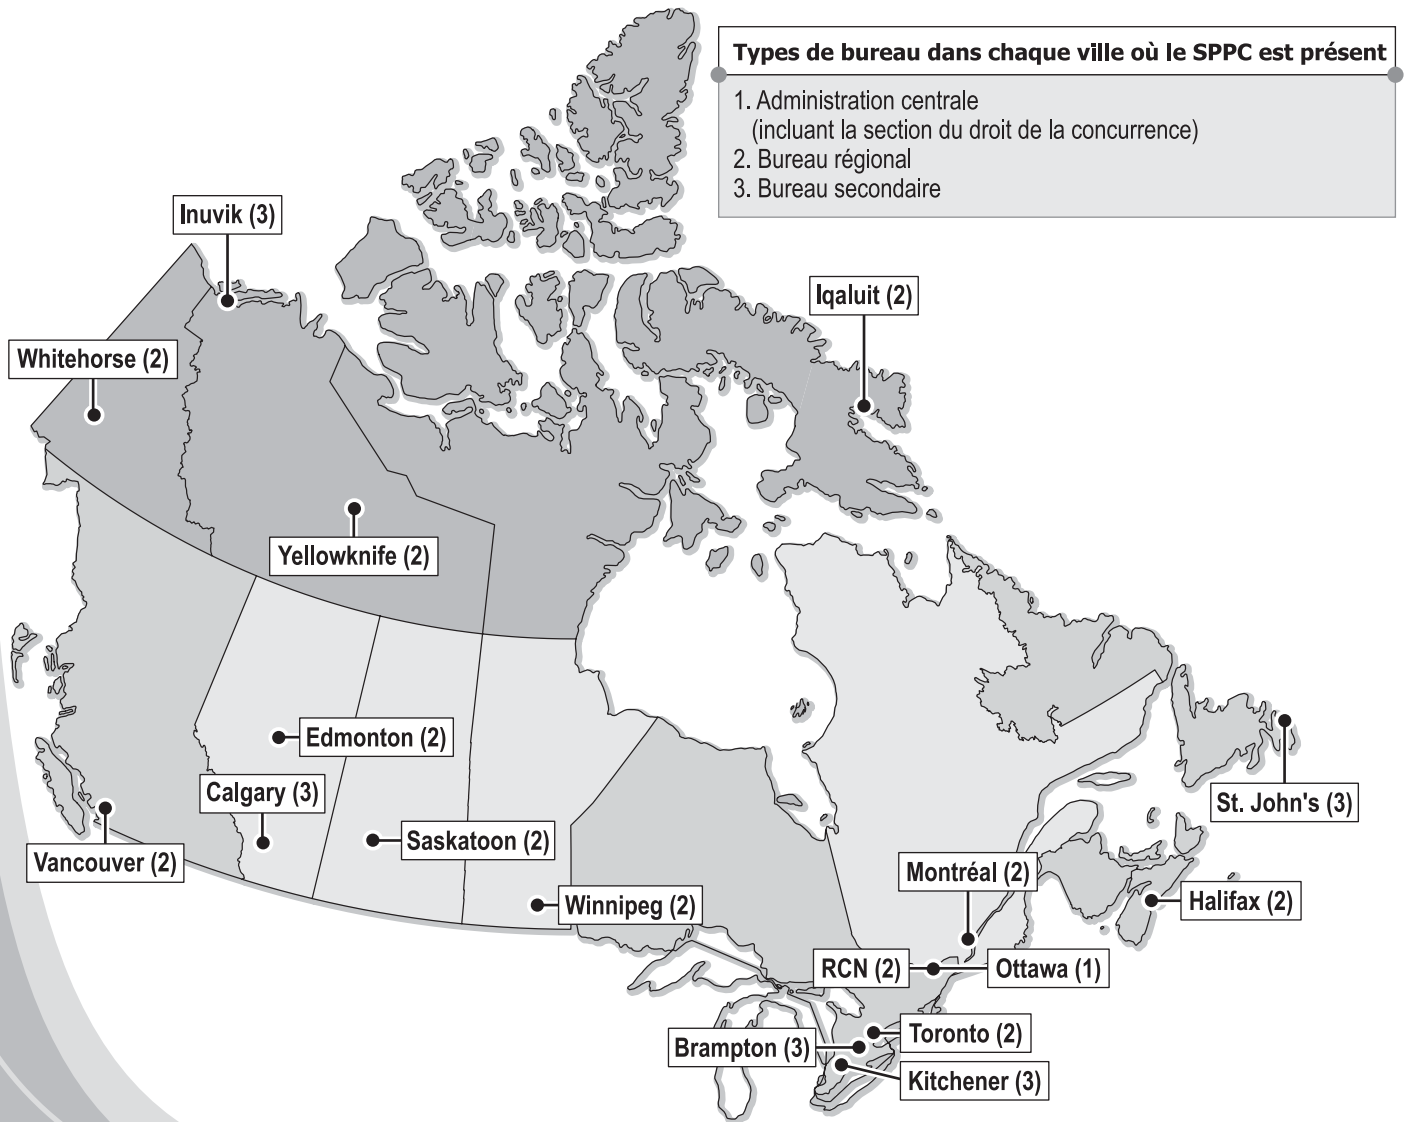 Types de bureau dans chaque ville où le SPPC est présent
1. Administration centrale
(incluant la section du droit de la concurrence)
2. Bureau régional
3. Bureau secondaire
Inuvik (3)
Iqaluit (2)
Whitehorse (2)
Yellowknife (2)
Edmonton (2)
Calgary (3)
St. John's (3)
Saskatoon (2)
Vancouver (2)
Montréal (2)
Halifax (2)
Winnipeg (2)
RCN (2)
Ottawa (1)
Toronto (2)
Brampton (3)
Kitchener (3)